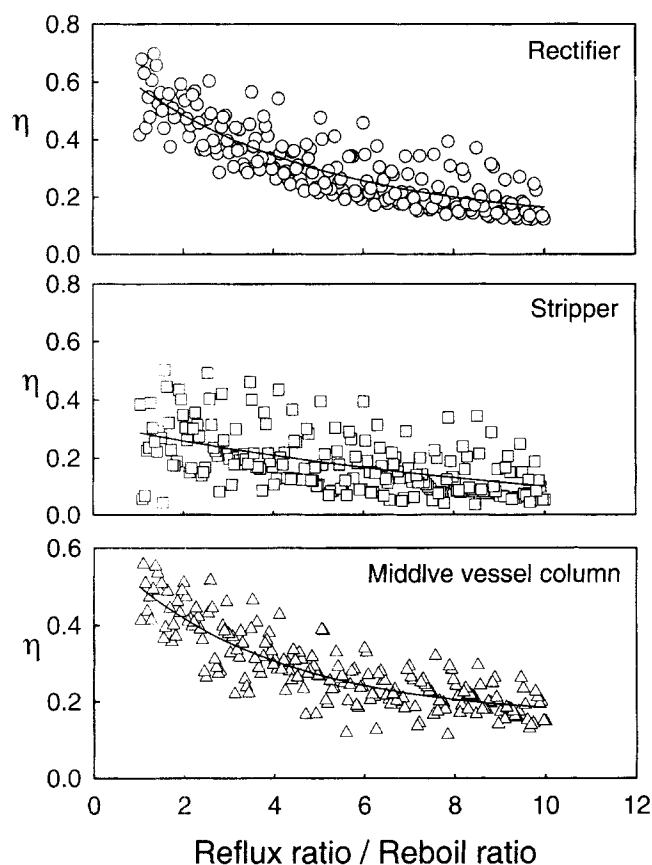 0.8
Rectifier
0.6
η
0.4
0.2
0.0
0.8
Stripper
0.6
η
0.4
0.2
0.0
0.6
Middlve vessel column
0.4
η
0.2
0.0
0 2 4 6 8 10 12
Reflux ratio / Reboil ratio